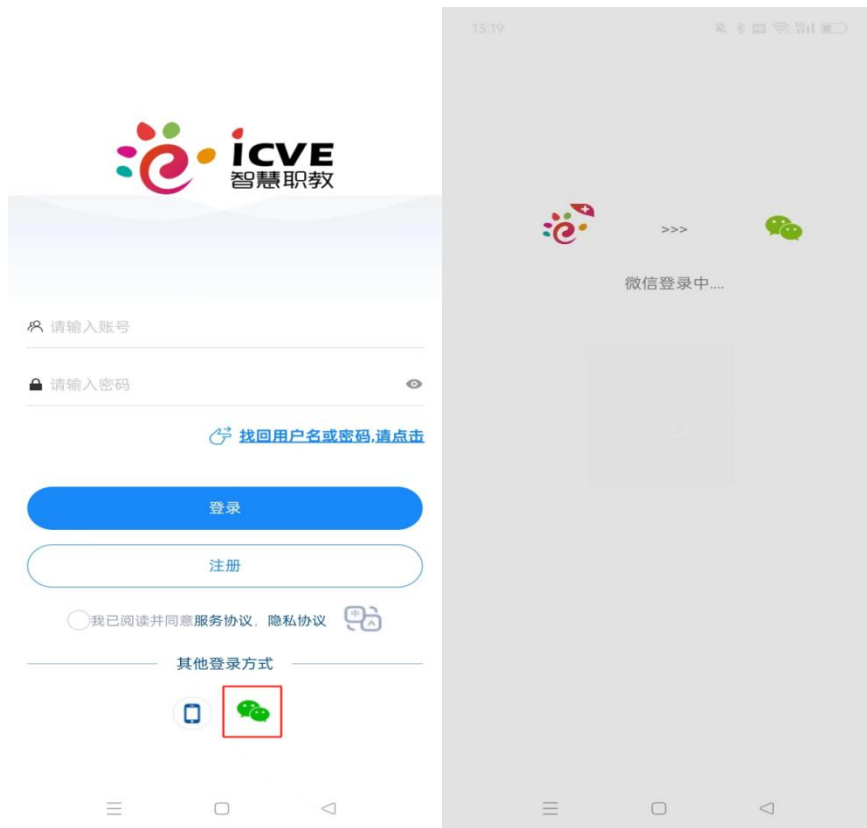 icve
智慧职教
请输入账号
请输入密码
找回用户名或密码,请点击
登录
注册
我已阅读并同意服务协议，隐私协议
中 A
其他登录方式
13:19
>>>
微信登录中....